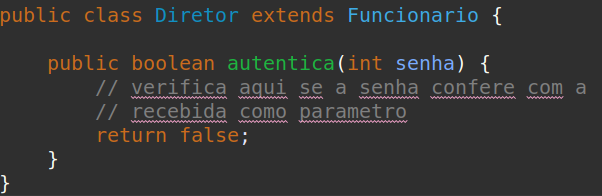 public class Diretor extends Funcionario {
public boolean autentica(int senha) {
// verifica aqui se a senha confere com a
// recebida como parametro
return false;
}
}